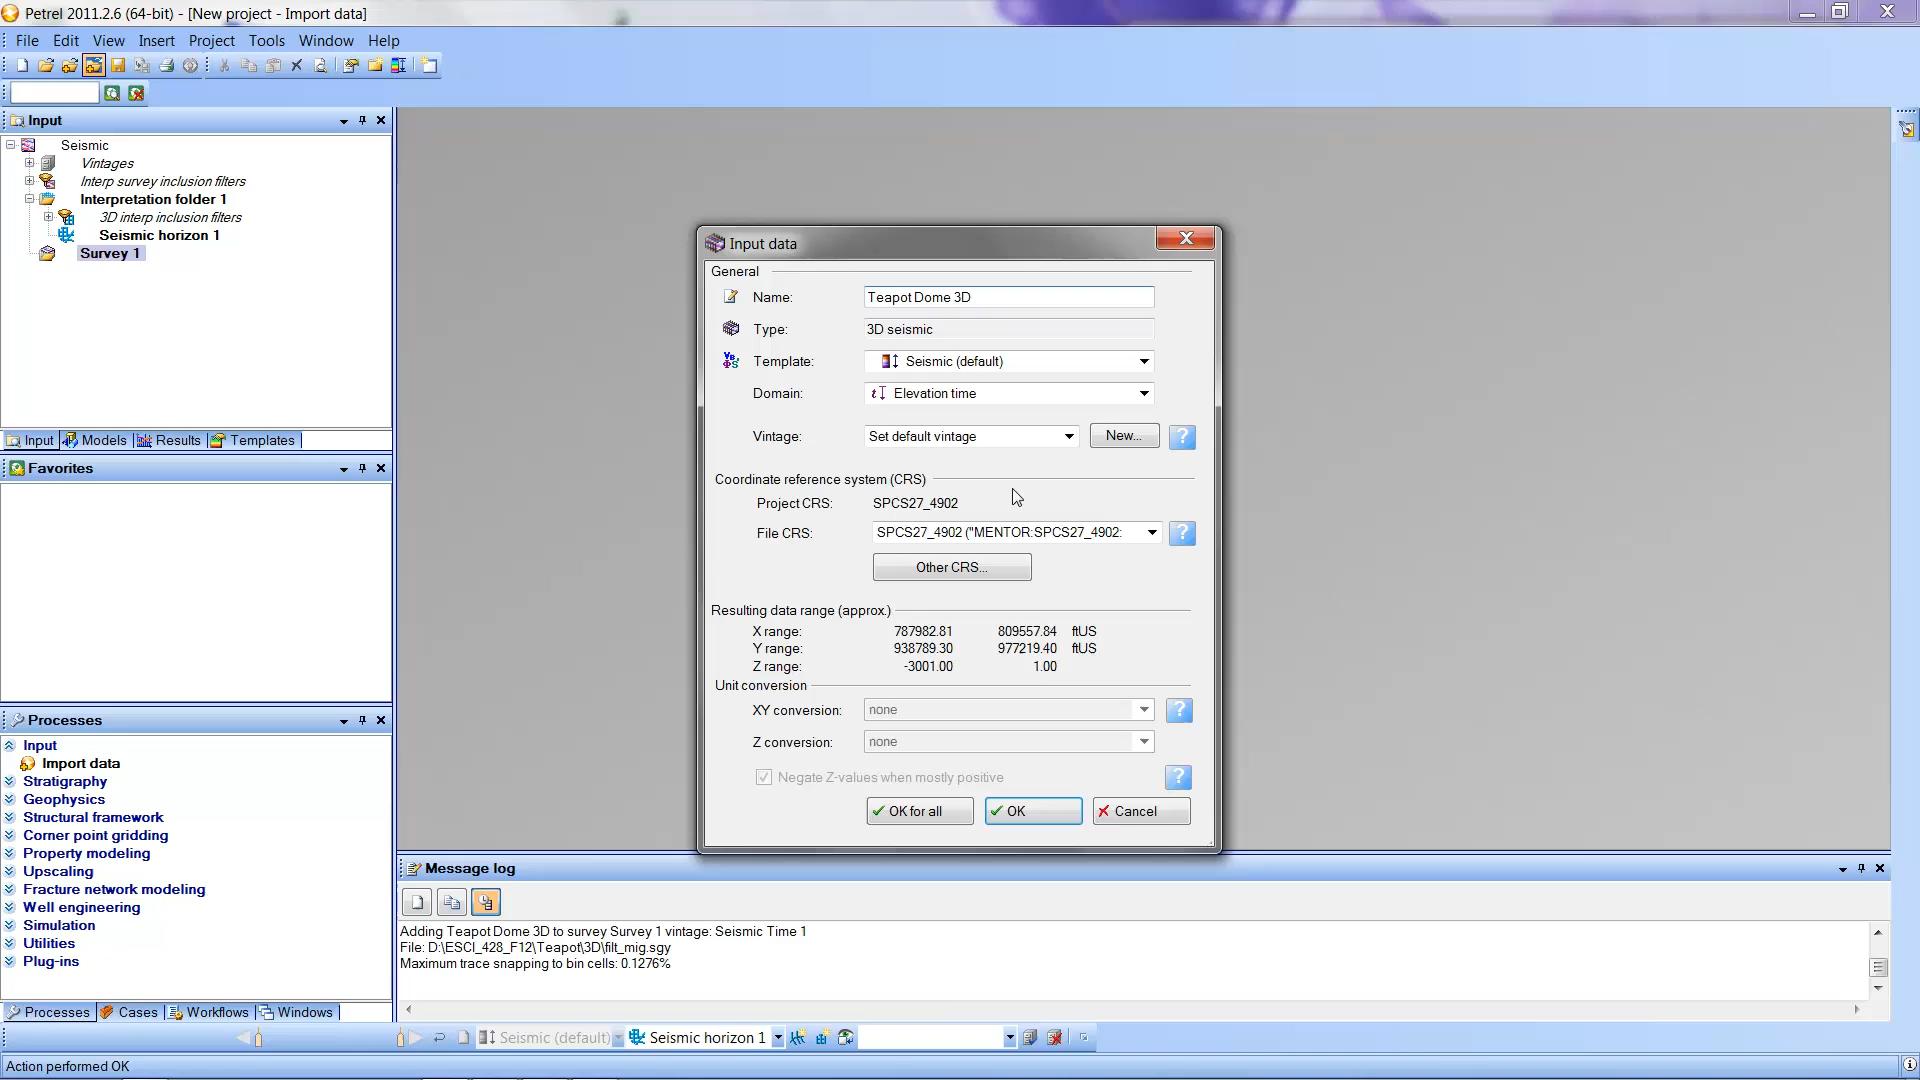 Petrel 2011.2.6 (64-bit) - [New project - Import data]
File Edit View Insert Project Tools Window Help
Input
Seismic
Vintages
Interp survey inclusion filters
Interpretation folder 1
3D interp inclusion filters
Seismic horizon 1
Survey 1
Input Models Results Templates
Favorites
Processes
Input
Import data
Stratigraphy
Geophysics
Structural framework
Corner point gridding
Property modeling
Upscaling
Fracture network modeling
Well engineering
Simulation
Utilities
Plug-ins
Processes Cases Workflows Windows
Input data
General
Name: Teapot Dome 3D
Type: 3D seismic
Template: Seismic (default)
Domain: Elevation time
Vintage: Set default vintage New...
Coordinate reference system (CRS)
Project CRS: SPCS27_4902
File CRS: SPCS27_4902 ("MENTOR:SPCS27_4902:
Other CRS...
Resulting data range (approx.)
X range: 787982.81 809557.84 ftUS
Y range: 938789.30 977219.40 ftUS
Z range: -3001.00 1.00
Unit conversion
XY conversion: none
Z conversion: none
Negate Z-values when mostly positive
OK for all OK Cancel
Message log
Adding Teapot Dome 3D to survey Survey 1 vintage: Seismic Time 1
File: D:\ESCI_428_F12\Teapot\3D\filt_mig.sgy
Maximum trace snapping to bin cells: 0.1276%
Seismic (default) Seismic horizon 1
Action performed OK